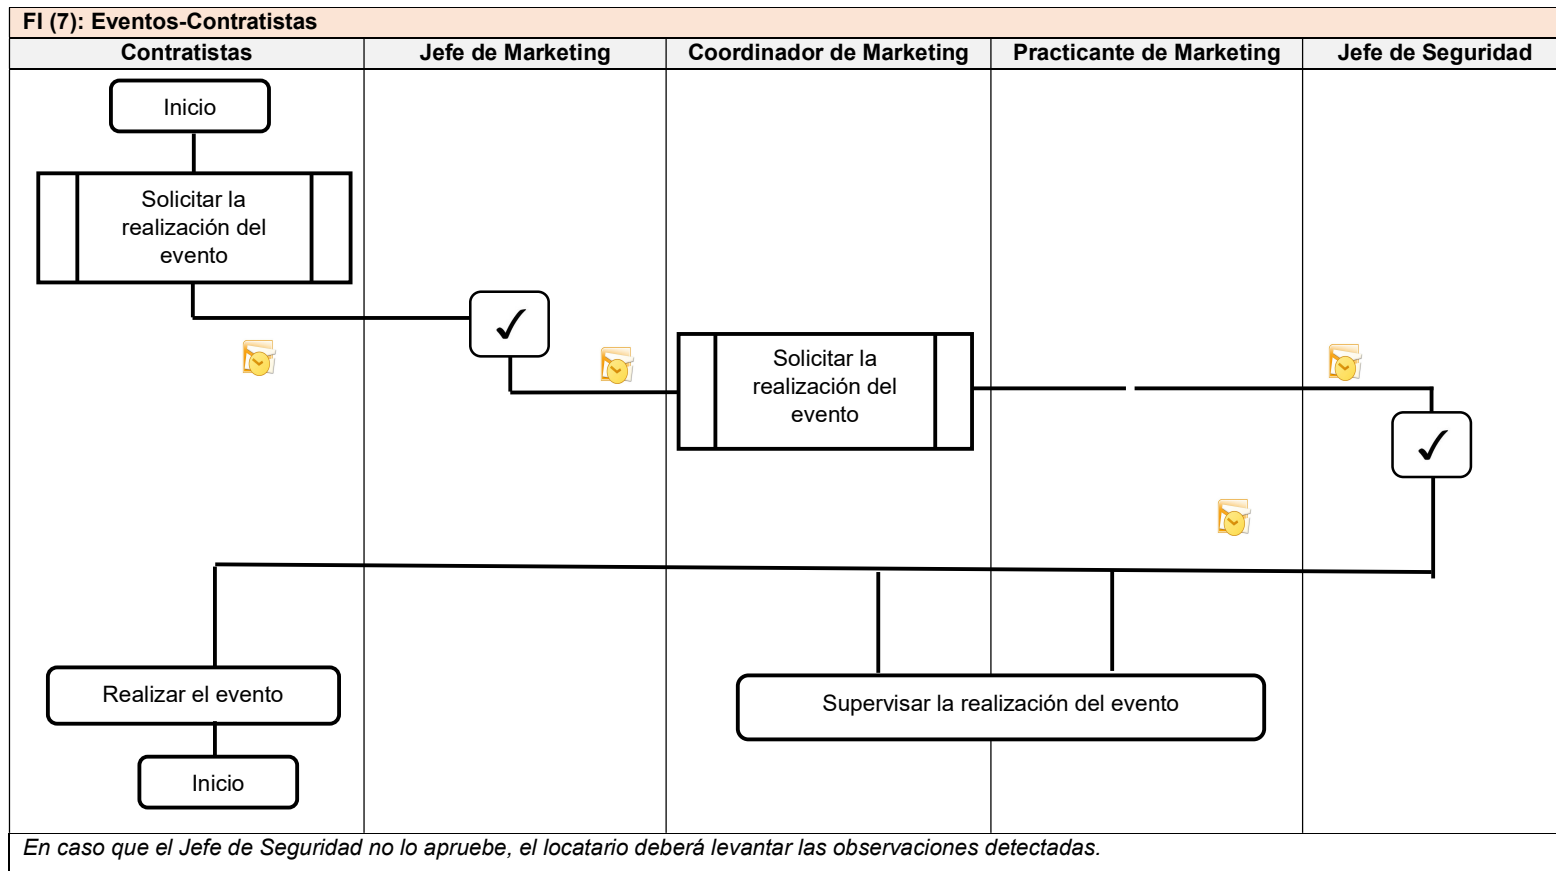 FI (7): Eventos-Contratistas
Contratistas
Jefe de Marketing
Coordinador de Marketing
Practicante de Marketing
Jefe de Seguridad
Inicio
Solicitar la
realización del
evento
Solicitar la
realización del
evento
Realizar el evento
Supervisar la realización del evento
Inicio
En caso que el Jefe de Seguridad no lo apruebe, el locatario deberá levantar las observaciones detectadas.